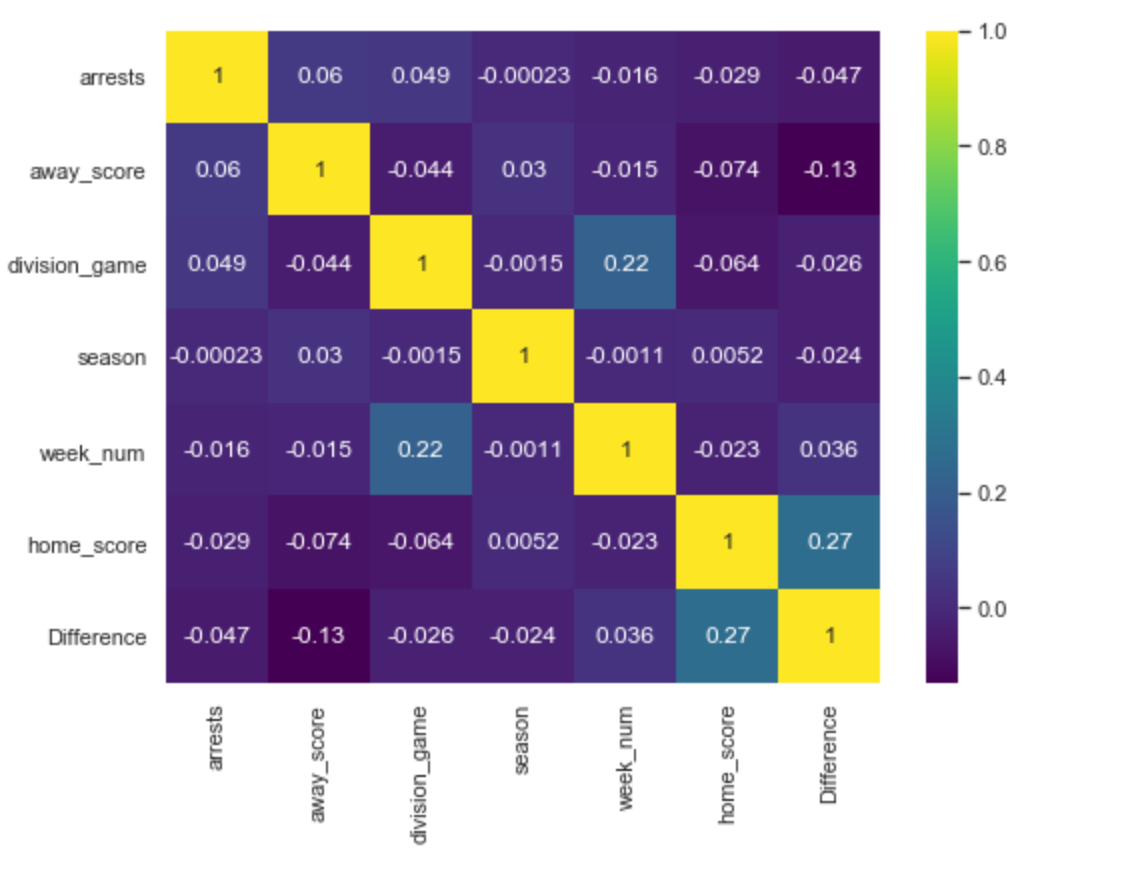 arrests 1 0.06 0.049 -0.00023 -0.016 -0.029 -0.047
away_score 0.06 1 -0.044 0.03 -0.015 -0.074 -0.13
division_game 0.049 -0.044 1 -0.0015 0.22 -0.064 -0.026
season -0.00023 0.03 -0.0015 1 -0.0011 0.0052 -0.024
week_num -0.016 -0.015 0.22 -0.0011 1 -0.023 0.036
home_score -0.029 -0.074 -0.064 0.0052 -0.023 1 0.27
Difference -0.047 -0.13 -0.026 -0.024 0.036 0.27 1
arrests
away_score
division_game
season
week_num
home_score
Difference
1.0
0.8
0.6
0.4
0.2
0.0